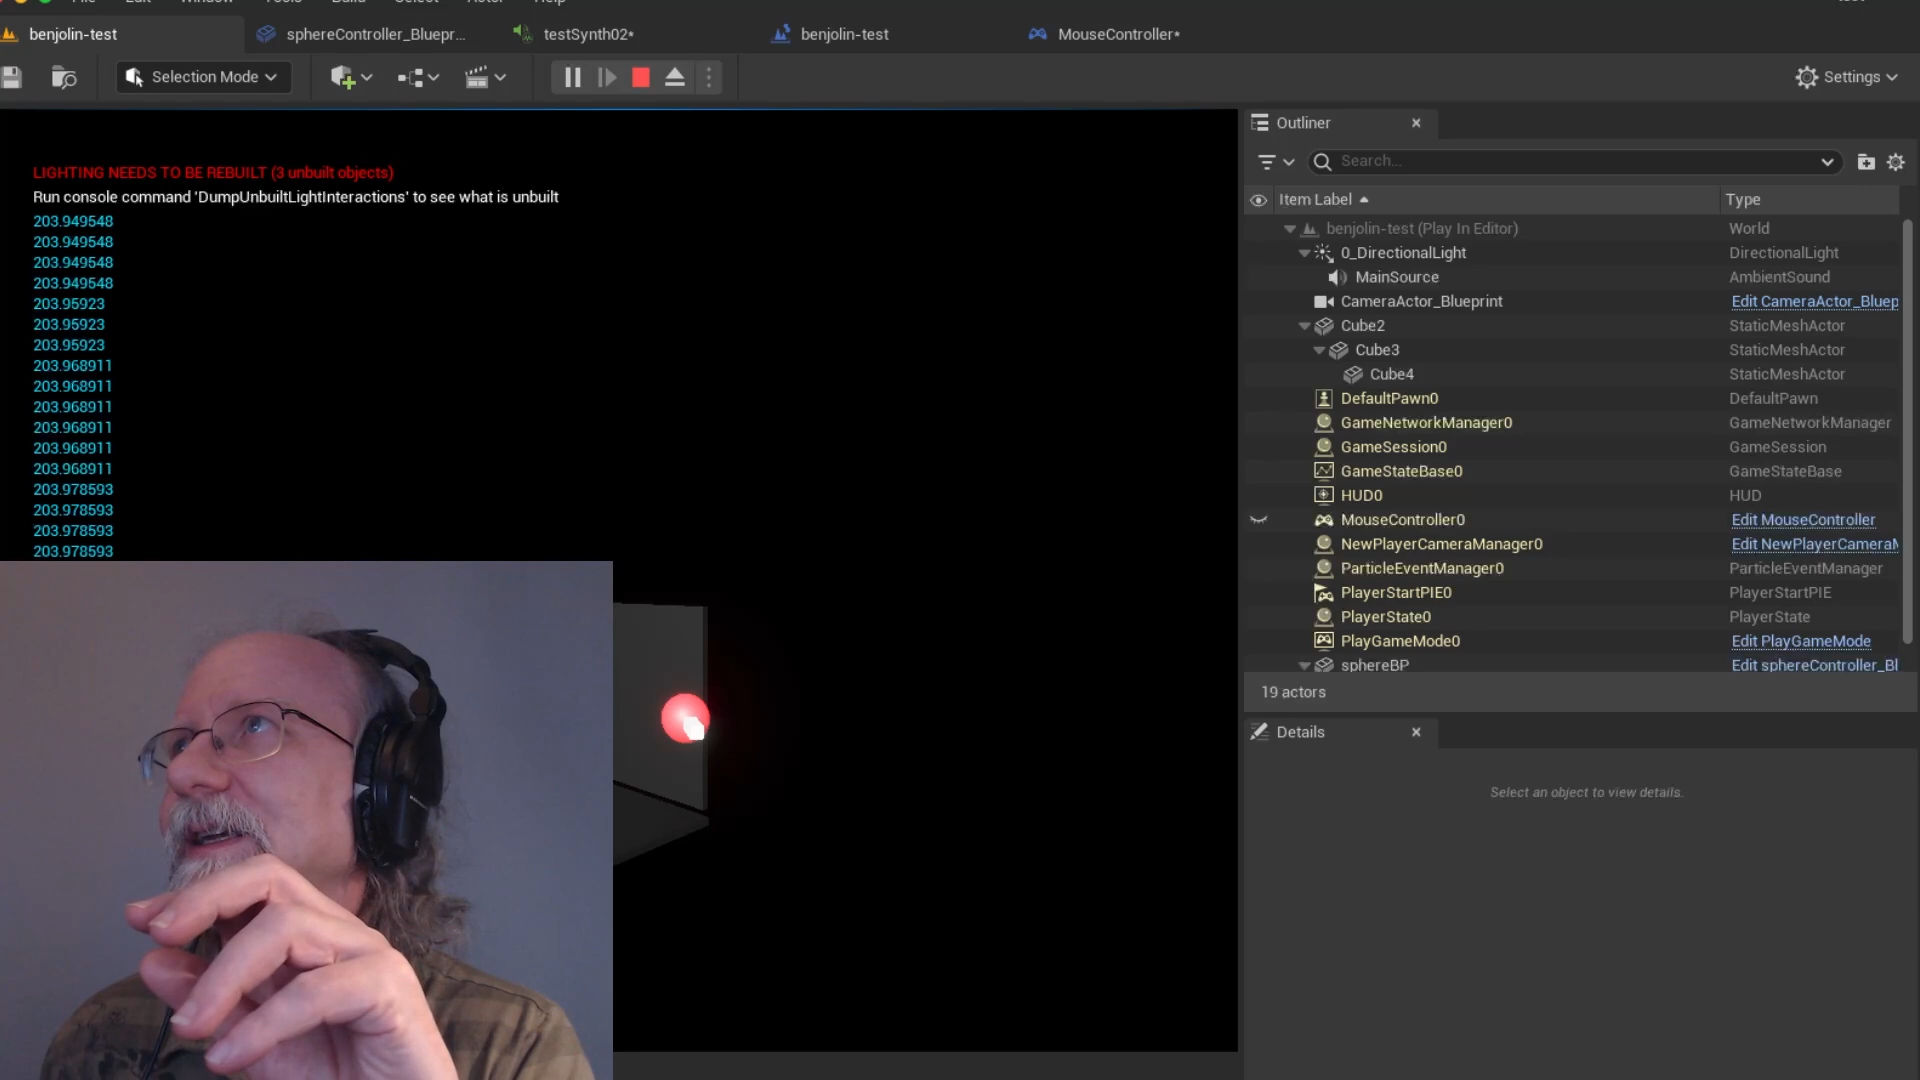 benjolin-test
sphereController_Bluepr...
testSynth02*
benjolin-test
MouseController*
Selection Mode
Settings
LIGHTING NEEDS TO BE REBUILT (3 unbuilt objects)
Run console command 'DumpUnbuiltLightInteractions' to see what is unbuilt
203.949548
203.949548
203.949548
203.949548
203.95923
203.95923
203.95923
203.968911
203.968911
203.968911
203.968911
203.968911
203.968911
203.978593
203.978593
203.978593
203.978593
Outliner
Search...
Item Label Type
benjolin-test (Play In Editor) World
0_DirectionalLight DirectionalLight
MainSource AmbientSound
CameraActor_Blueprint Edit CameraActor_Bluep
Cube2 StaticMeshActor
Cube3 StaticMeshActor
Cube4 StaticMeshActor
DefaultPawn0 DefaultPawn
GameNetworkManager0 GameNetworkManager
GameSession0 GameSession
GameStateBase0 GameStateBase
HUD0 HUD
MouseController0 Edit MouseController
NewPlayerCameraManager0 Edit NewPlayerCameraM
ParticleEventManager0 ParticleEventManager
PlayerStartPIE0 PlayerStartPIE
PlayerState0 PlayerState
PlayGameMode0 Edit PlayGameMode
sphereBP Edit sphereController_Bl
19 actors
Details
Select an object to view details.